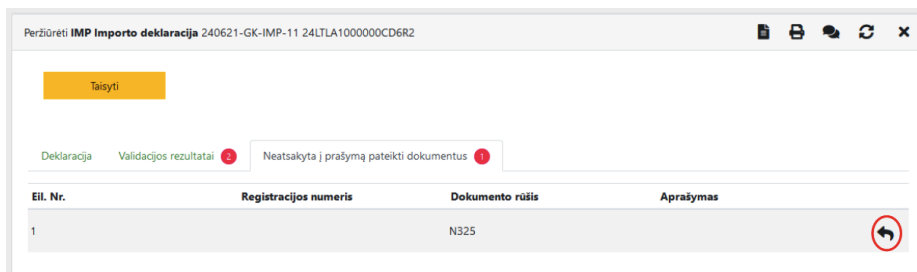 Peržiūrėti IMP Importo deklaracija 240621-GK-IMP-11 24LTLA1000000CD6R2
Taisyti
Deklaracija Validacijos rezultatai 2 Neatsakyta į prašymą pateikti dokumentus 1
Eil. Nr. Registracijos numeris Dokumento rūšis Aprašymas
1 N325